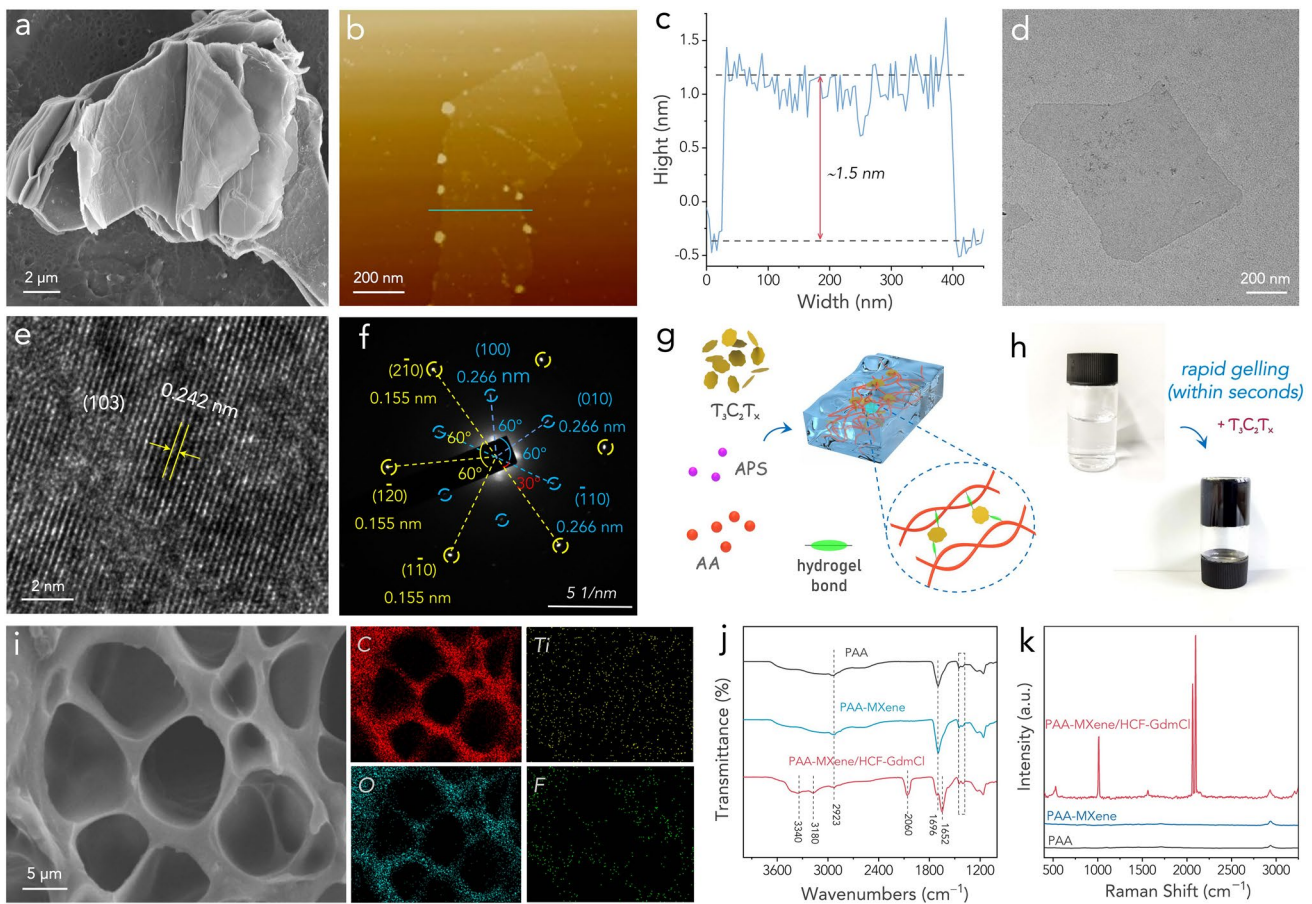 a
2 μm
b
200 nm
c
Hight (nm)
1.5
1.0
0.5
0.0
-0.5
~1.5 nm
0
100
200
300
400
Width (nm)
d
200 nm
e
(103)
0.242 nm
2 nm
f
(21̄0)
0.155 nm
(100)
0.266 nm
(010)
0.266 nm
60°
60°
60°
60°
30°
(1̄20)
0.155 nm
(1̄10)
0.266 nm
(11̄0)
0.155 nm
5 1/nm
g
T₃C₂Tₓ
APS
AA
hydrogel
bond
h
rapid gelling
(within seconds)
+ T₃C₂Tₓ
i
5 μm
C
Ti
O
F
j
Transmittance (%)
PAA
PAA-MXene
PAA-MXene/HCF-GdmCl
3340
3180
2923
2060
1696
1652
4000
3600
2800
2000
1600
1200
Wavenumbers (cm⁻¹)
k
Intensity (a.u.)
PAA-MXene/HCF-GdmCl
PAA-MXene
PAA
500
1000
1500
2000
2500
3000
Raman Shift (cm⁻¹)